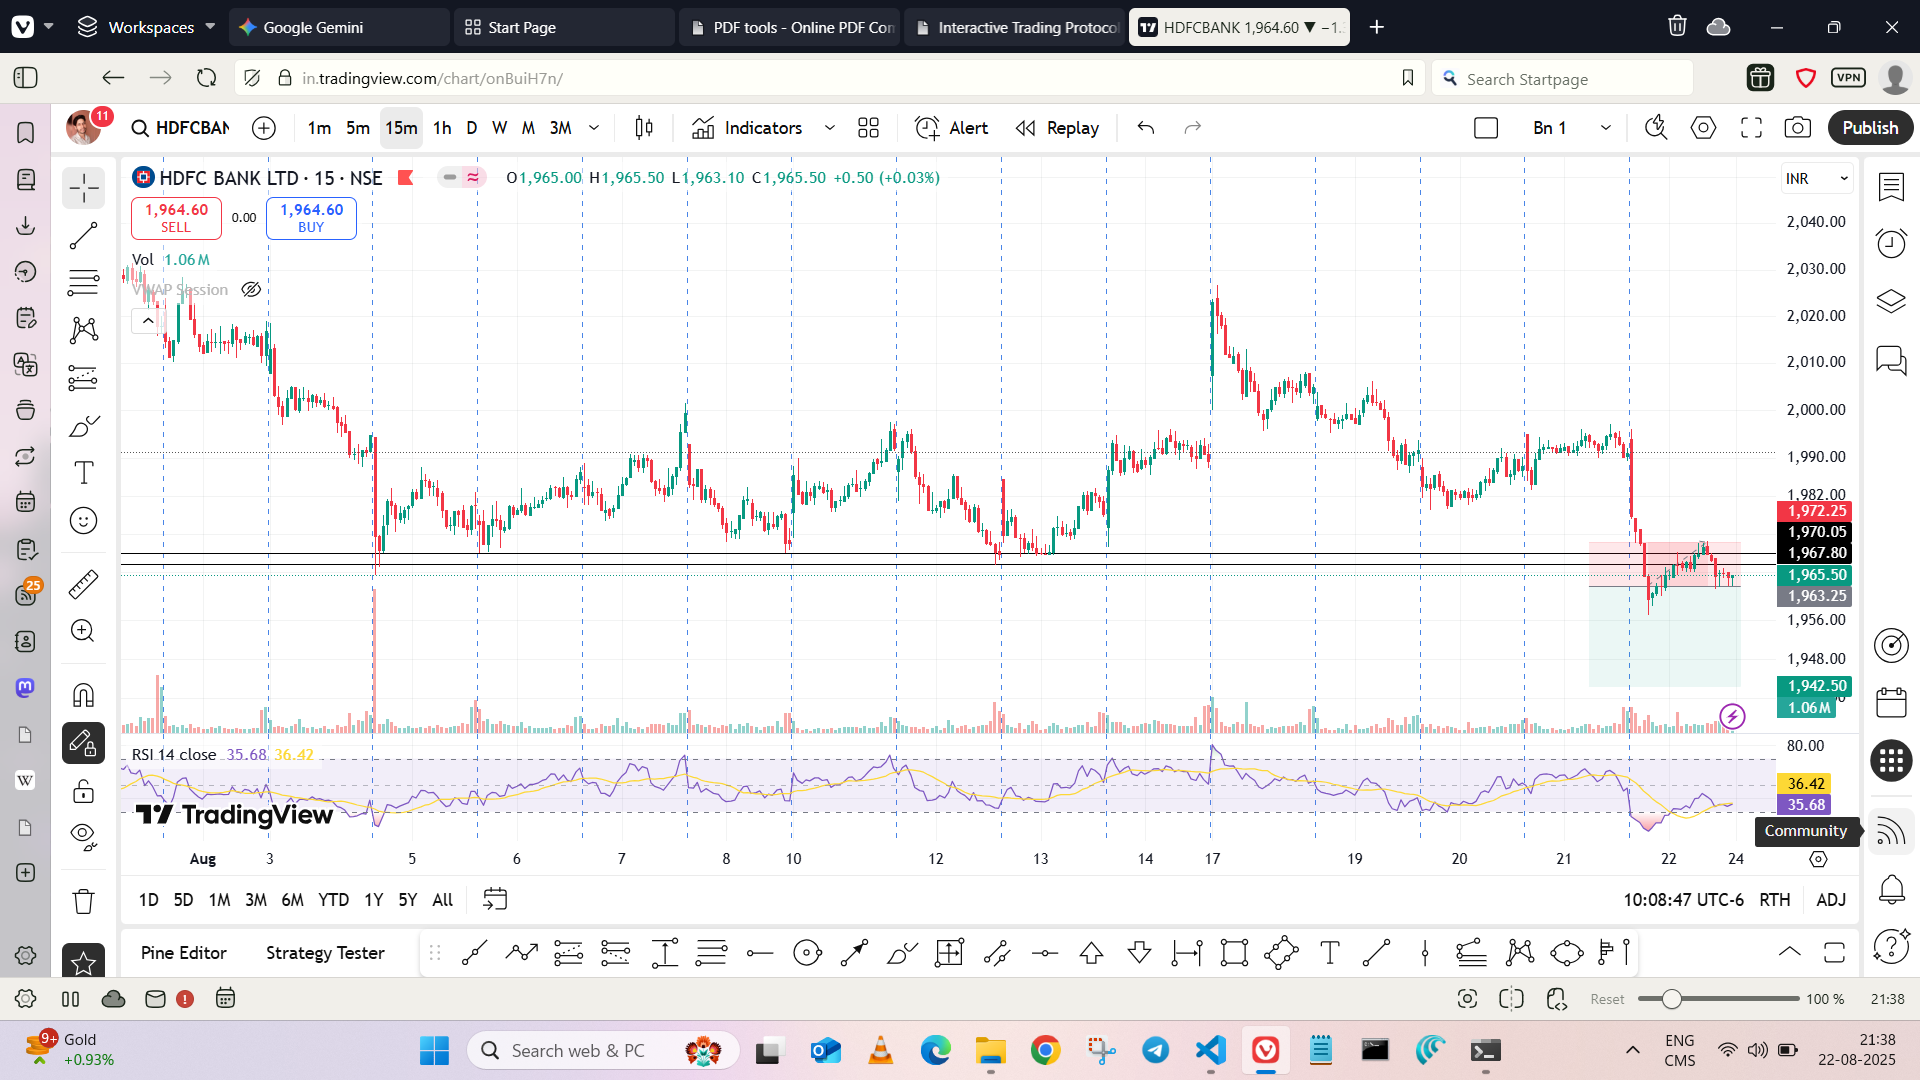 Workspaces
Google Gemini
Start Page
PDF tools - Online PDF Con
Interactive Trading Protoco
HDFCBANK 1,964.60 ▼ −1.
in.tradingview.com/chart/onBuiH7n/
Search Startpage
VPN
11
HDFCBAN
1m 5m 15m 1h D W M 3M
Indicators
Alert
Replay
Bn 1
Publish
HDFC BANK LTD · 15 · NSE
O1,965.00 H1,965.50 L1,963.10 C1,965.50 +0.50 (+0.03%)
INR
1,964.60
SELL
0.00
1,964.60
BUY
Vol 1.06 M
VWAP Session
2,040.00
2,030.00
2,020.00
2,010.00
2,000.00
1,990.00
1,982.00
1,972.25
1,970.05
1,967.80
1,965.50
1,963.25
1,956.00
1,948.00
1,942.50
1.06 M
25
RSI 14 close 35.68 36.42
80.00
36.42
35.68
TradingView
Community
Aug 3 5 6 7 8 10 12 13 14 17 19 20 21 22 24
1D 5D 1M 3M 6M YTD 1Y 5Y All
10:08:47 UTC-6 RTH ADJ
Pine Editor
Strategy Tester
Reset
100 %
21:38
9+
Gold
+0.93%
Search web & PC
ENG
CMS
21:38
22-08-2025